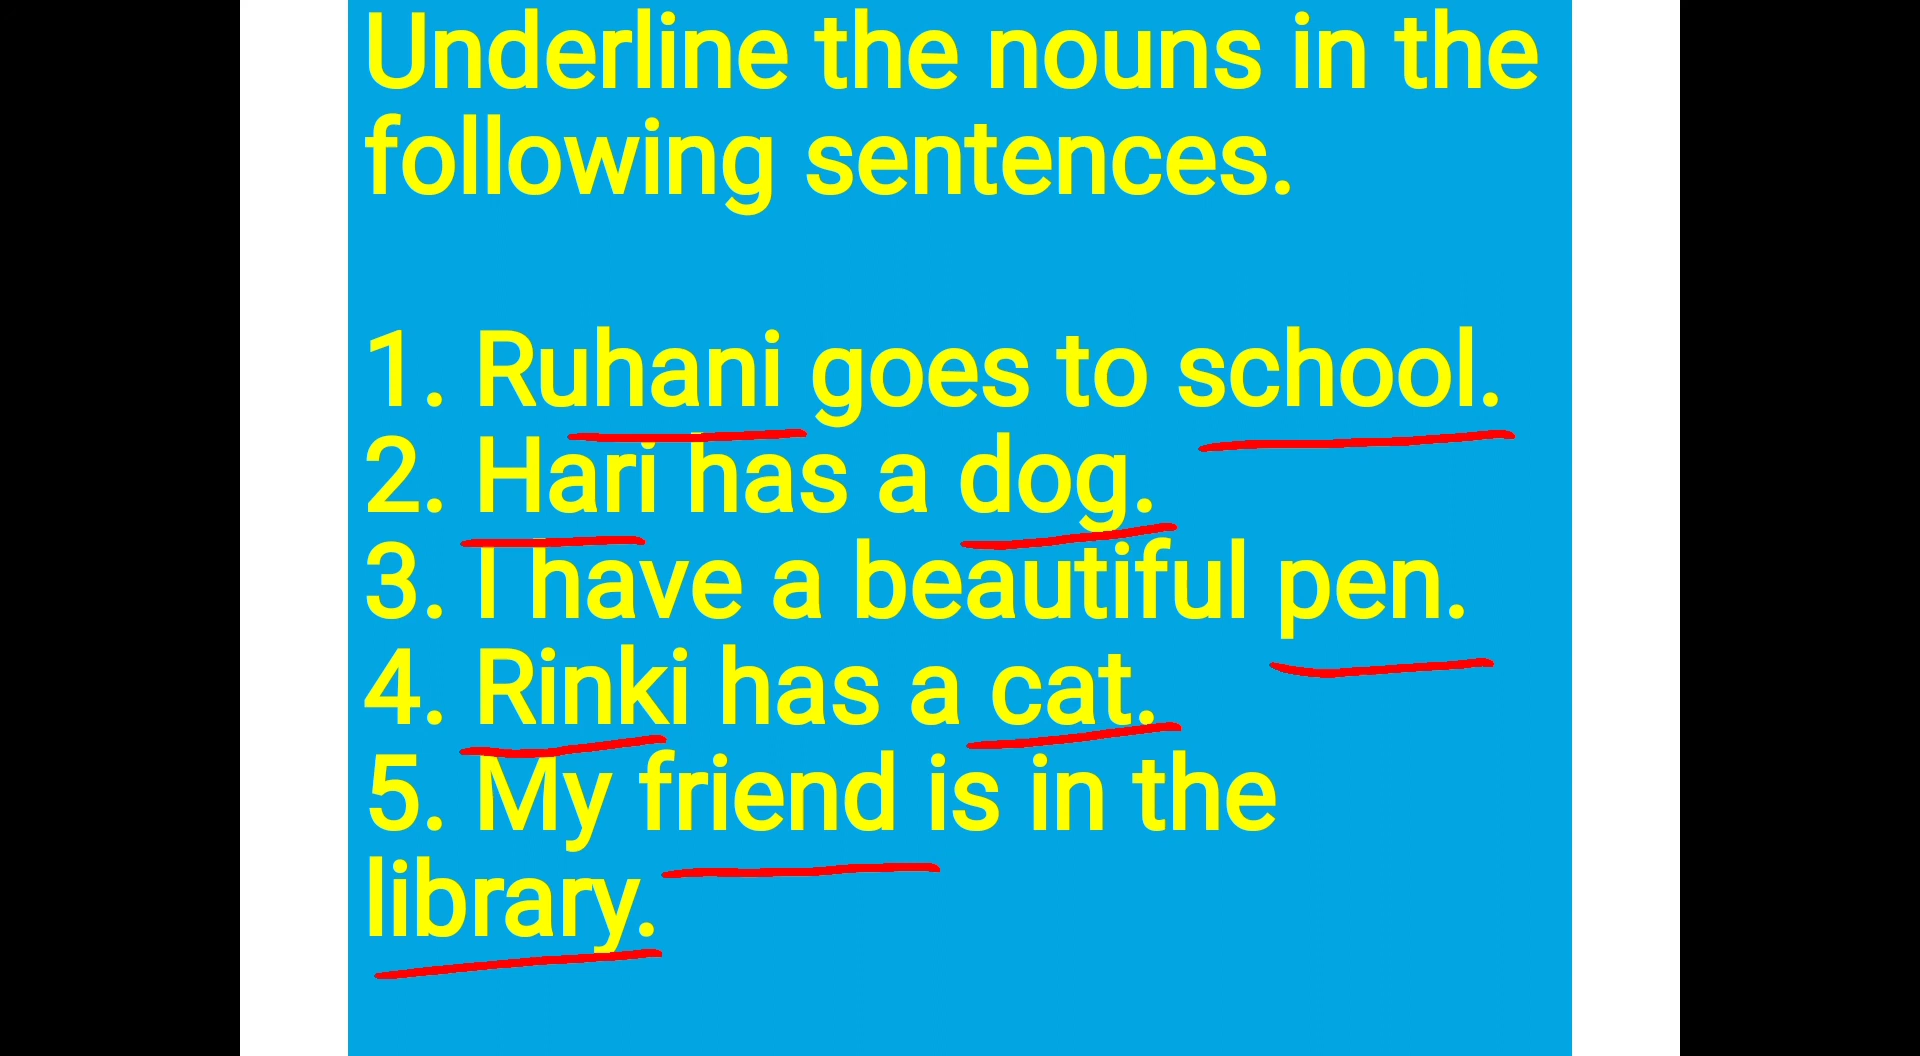 Underline the nouns in the
following sentences.
1. Ruhani goes to school.
2. Hari has a dog.
3. I have a beautiful pen.
4. Rinki has a cat.
5. My friend is in the
library.